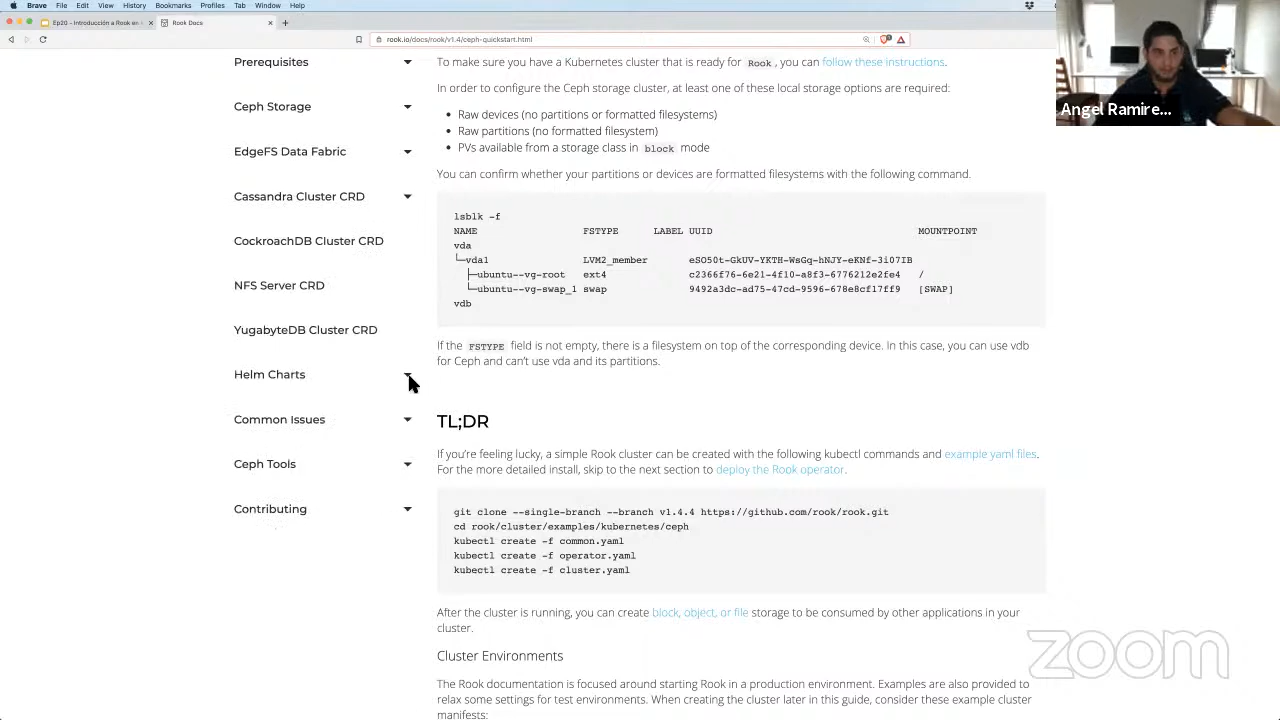 Brave File Edit View History Bookmarks Profiles Tab Window Help
Ep20 - Introducción a Rook en
Rook Docs
rook.io/docs/rook/v1.4/ceph-quickstart.html
Prerequisites
Ceph Storage
EdgeFS Data Fabric
Cassandra Cluster CRD
CockroachDB Cluster CRD
NFS Server CRD
YugabyteDB Cluster CRD
Helm Charts
Common Issues
Ceph Tools
Contributing
To make sure you have a Kubernetes cluster that is ready for Rook, you can follow these instructions.
In order to configure the Ceph storage cluster, at least one of these local storage options are required:
Raw devices (no partitions or formatted filesystems)
Raw partitions (no formatted filesystem)
PVs available from a storage class in block mode
You can confirm whether your partitions or devices are formatted filesystems with the following command.
lsblk -f
NAME FSTYPE LABEL UUID MOUNTPOINT
vda
└─vda1 LVM2_member eSO50t-GkUV-YKTH-WsGq-hNJY-eKNf-3i07IB
├─ubuntu--vg-root ext4 c2366f76-6e21-4f10-a8f3-6776212e2fe4 /
└─ubuntu--vg-swap_1 swap 9492a3dc-ad75-47cd-9596-678e8cf17ff9 [SWAP]
vdb
If the FSTYPE field is not empty, there is a filesystem on top of the corresponding device. In this case, you can use vdb
for Ceph and can’t use vda and its partitions.
TL;DR
If you’re feeling lucky, a simple Rook cluster can be created with the following kubectl commands and example yaml files.
For the more detailed install, skip to the next section to deploy the Rook operator.
git clone --single-branch --branch v1.4.4 https://github.com/rook/rook.git
cd rook/cluster/examples/kubernetes/ceph
kubectl create -f common.yaml
kubectl create -f operator.yaml
kubectl create -f cluster.yaml
After the cluster is running, you can create block, object, or file storage to be consumed by other applications in your
cluster.
Cluster Environments
The Rook documentation is focused around starting Rook in a production environment. Examples are also provided to
relax some settings for test environments. When creating the cluster later in this guide, consider these example cluster
manifests:
Angel Ramire...
zoom